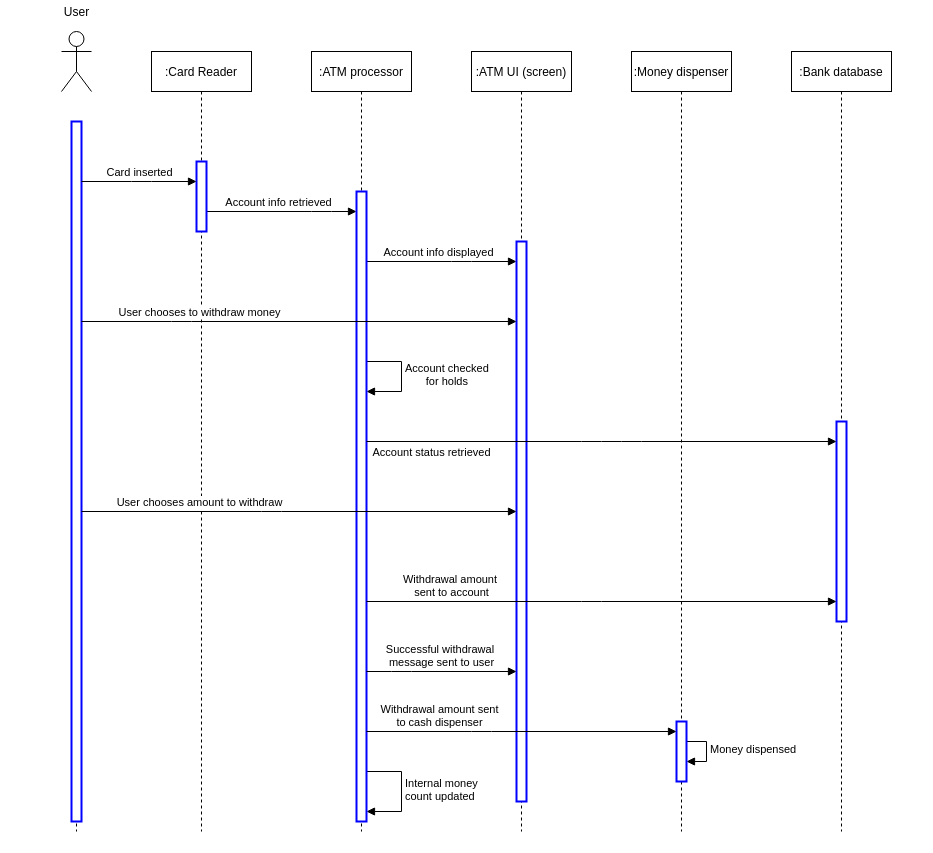 User
:Card Reader
:ATM processor
:ATM UI (screen)
:Money dispenser
:Bank database
Card inserted
Account info retrieved
Account info displayed
User chooses to withdraw money
Account checked
for holds
Account status retrieved
User chooses amount to withdraw
Withdrawal amount
sent to account
Successful withdrawal
message sent to user
Withdrawal amount sent
to cash dispenser
Money dispensed
Internal money
count updated